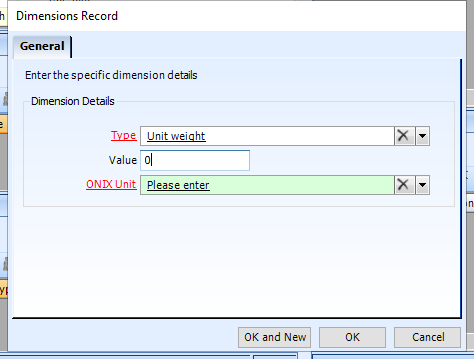 Dimensions Record
General
Enter the specific dimension details
Dimension Details
Type Unit weight
Value 0
ONIX Unit Please enter
OK and New OK Cancel